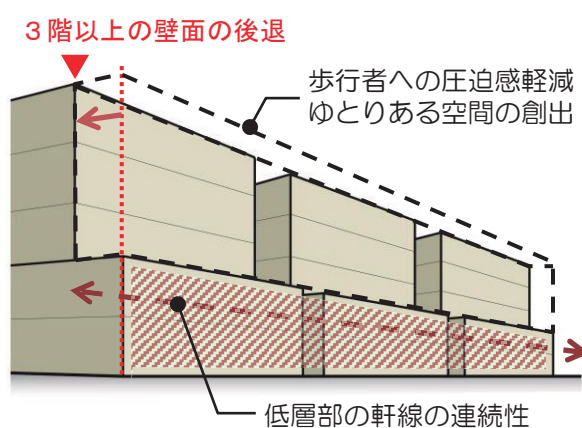 ３階以上の壁面の後退
歩行者への圧迫感軽減
ゆとりある空間の創出
低層部の軒線の連続性